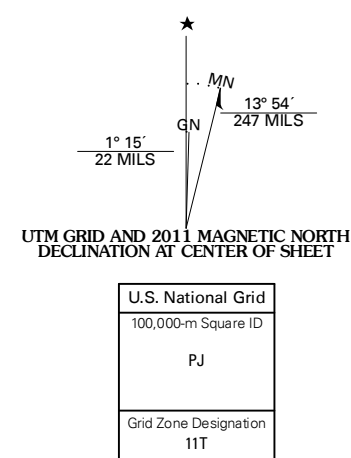 MN
GN
13° 54´
247 MILS
1° 15´
22 MILS
UTM GRID AND 2011 MAGNETIC NORTH
DECLINATION AT CENTER OF SHEET
U.S. National Grid
100,000-m Square ID
PJ
Grid Zone Designation
11T